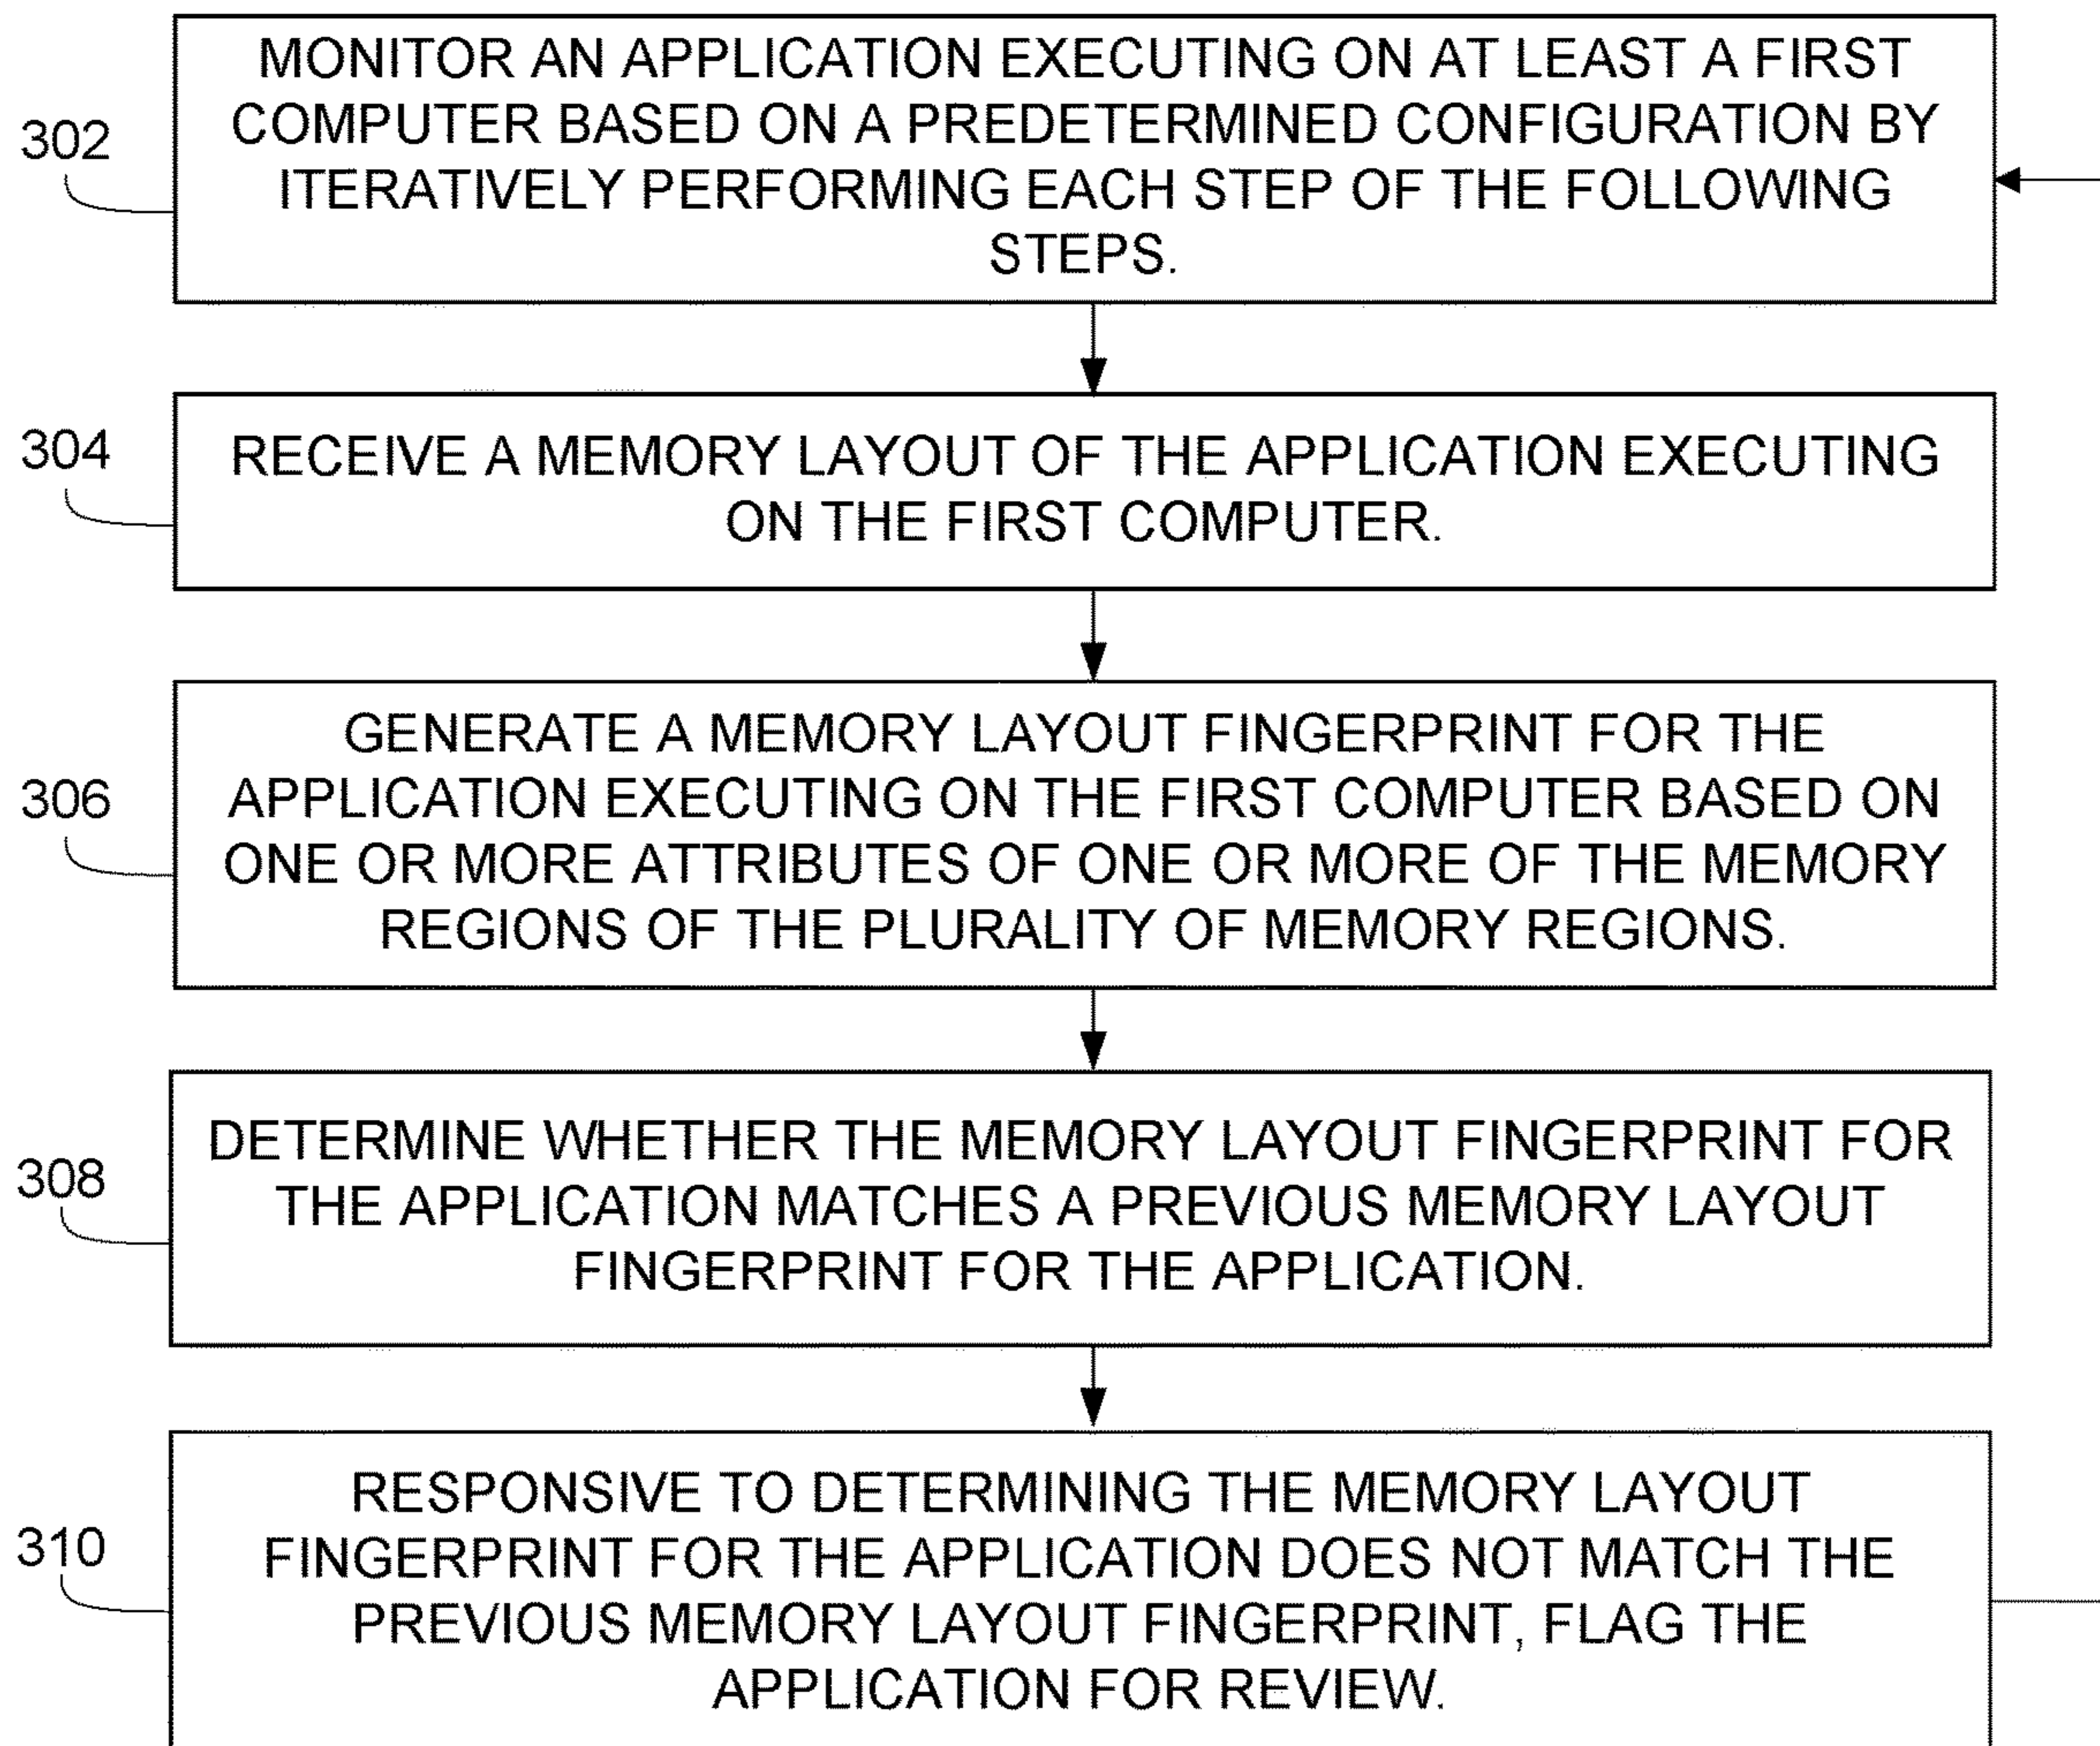 302
MONITOR AN APPLICATION EXECUTING ON AT LEAST A FIRST
COMPUTER BASED ON A PREDETERMINED CONFIGURATION BY
ITERATIVELY PERFORMING EACH STEP OF THE FOLLOWING
STEPS.
304
RECEIVE A MEMORY LAYOUT OF THE APPLICATION EXECUTING
ON THE FIRST COMPUTER.
306
GENERATE A MEMORY LAYOUT FINGERPRINT FOR THE
APPLICATION EXECUTING ON THE FIRST COMPUTER BASED ON
ONE OR MORE ATTRIBUTES OF ONE OR MORE OF THE MEMORY
REGIONS OF THE PLURALITY OF MEMORY REGIONS.
308
DETERMINE WHETHER THE MEMORY LAYOUT FINGERPRINT FOR
THE APPLICATION MATCHES A PREVIOUS MEMORY LAYOUT
FINGERPRINT FOR THE APPLICATION.
310
RESPONSIVE TO DETERMINING THE MEMORY LAYOUT
FINGERPRINT FOR THE APPLICATION DOES NOT MATCH THE
PREVIOUS MEMORY LAYOUT FINGERPRINT, FLAG THE
APPLICATION FOR REVIEW.